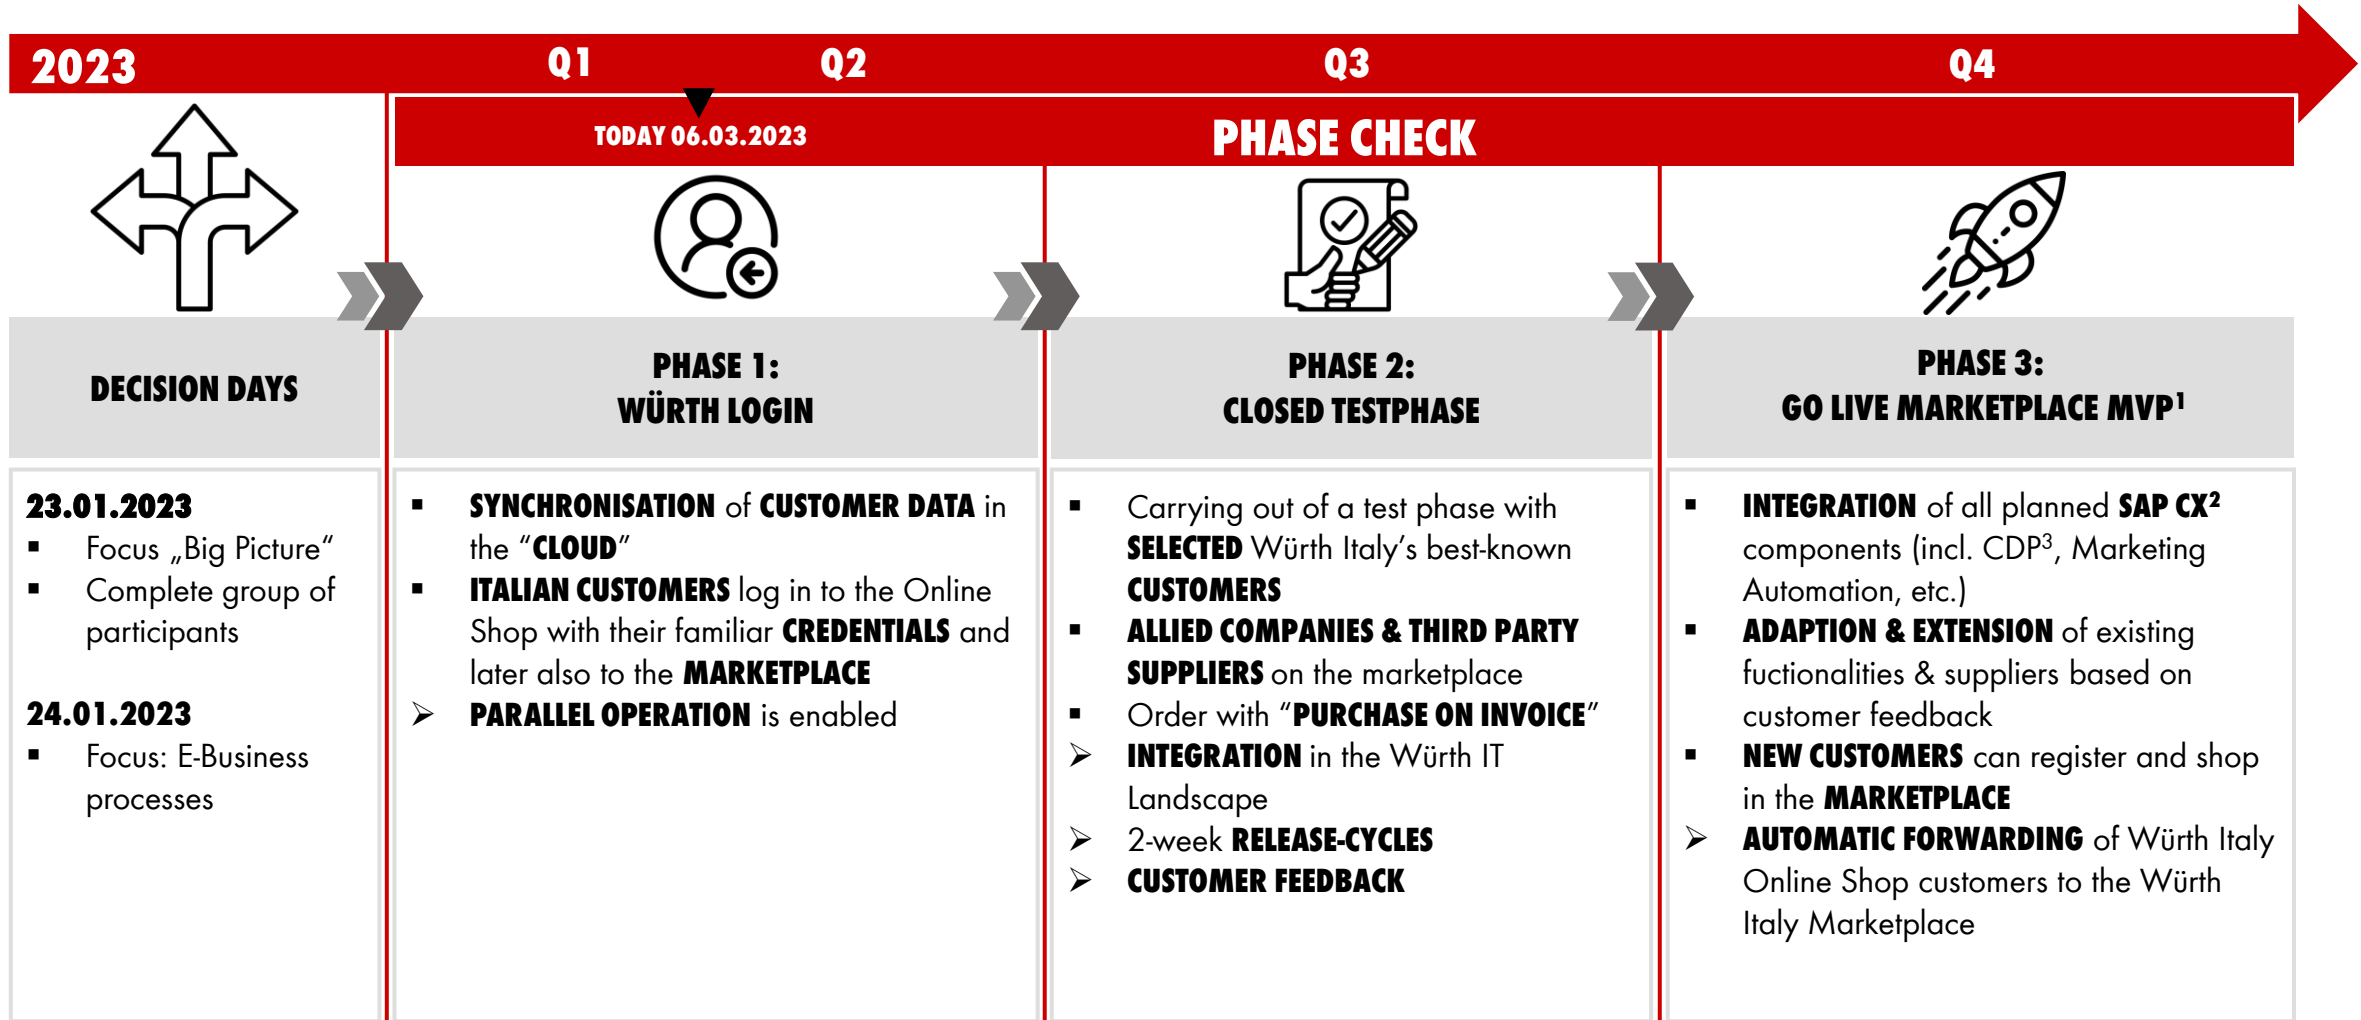 2023 Q1 Q2 Q3 Q4
TODAY 06.03.2023
PHASE CHECK
DECISION DAYS
23.01.2023
▪ Focus „Big Picture“
▪ Complete group of
participants
24.01.2023
▪ Focus: E-Business
processes
PHASE 1:
WÜRTH LOGIN
▪ SYNCHRONISATION of CUSTOMER DATA in
the “CLOUD”
▪ ITALIAN CUSTOMERS log in to the Online
Shop with their familiar CREDENTIALS and
later also to the MARKETPLACE
➢ PARALLEL OPERATION is enabled
PHASE 2:
CLOSED TESTPHASE
▪ Carrying out of a test phase with
SELECTED Würth Italy’s best-known
CUSTOMERS
▪ ALLIED COMPANIES & THIRD PARTY
SUPPLIERS on the marketplace
▪ Order with “PURCHASE ON INVOICE”
➢ INTEGRATION in the Würth IT
Landscape
➢ 2-week RELEASE-CYCLES
➢ CUSTOMER FEEDBACK
PHASE 3:
GO LIVE MARKETPLACE MVP¹
▪ INTEGRATION of all planned SAP CX²
components (incl. CDP³, Marketing
Automation, etc.)
▪ ADAPTION & EXTENSION of existing
fuctionalities & suppliers based on
customer feedback
▪ NEW CUSTOMERS can register and shop
in the MARKETPLACE
➢ AUTOMATIC FORWARDING of Würth Italy
Online Shop customers to the Würth
Italy Marketplace